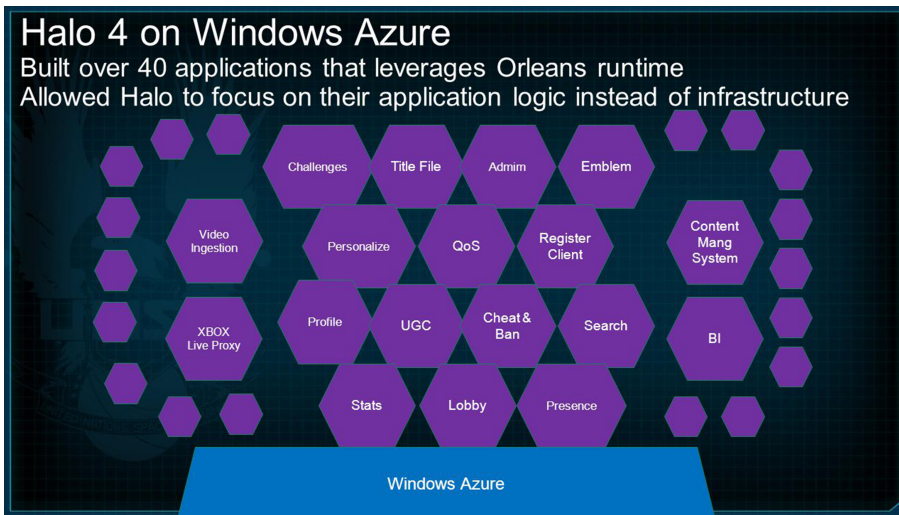 Halo 4 on Windows Azure
Built over 40 applications that leverages Orleans runtime
Allowed Halo to focus on their application logic instead of infrastructure
Challenges
Title File
Admim
Emblem
Video
Ingestion
Personalize
QoS
Register
Client
Content
Mang
System
XBOX
Live Proxy
Profile
UGC
Cheat &
Ban
Search
BI
Stats
Lobby
Presence
Windows Azure